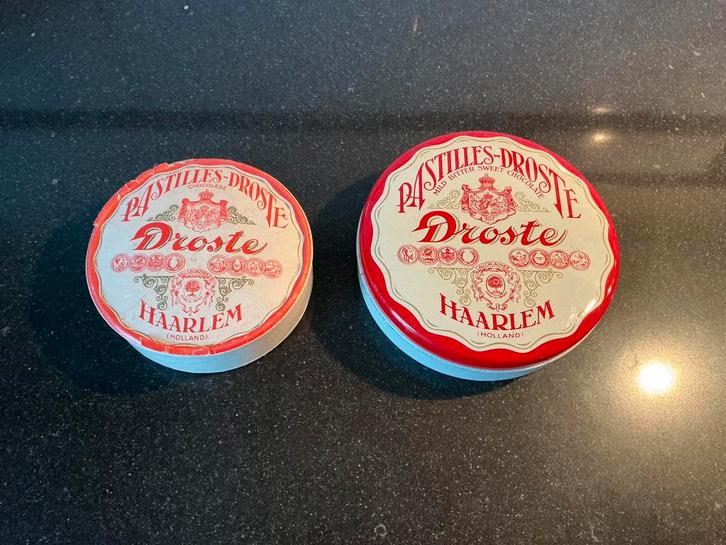 PASTILLES-DROSTE
CHOCOLADE
Droste
HAARLEM
(HOLLAND)
PASTILLES-DROSTE
MILD BITTER SWEET CHOCOLATE
Droste
HAARLEM
(HOLLAND)